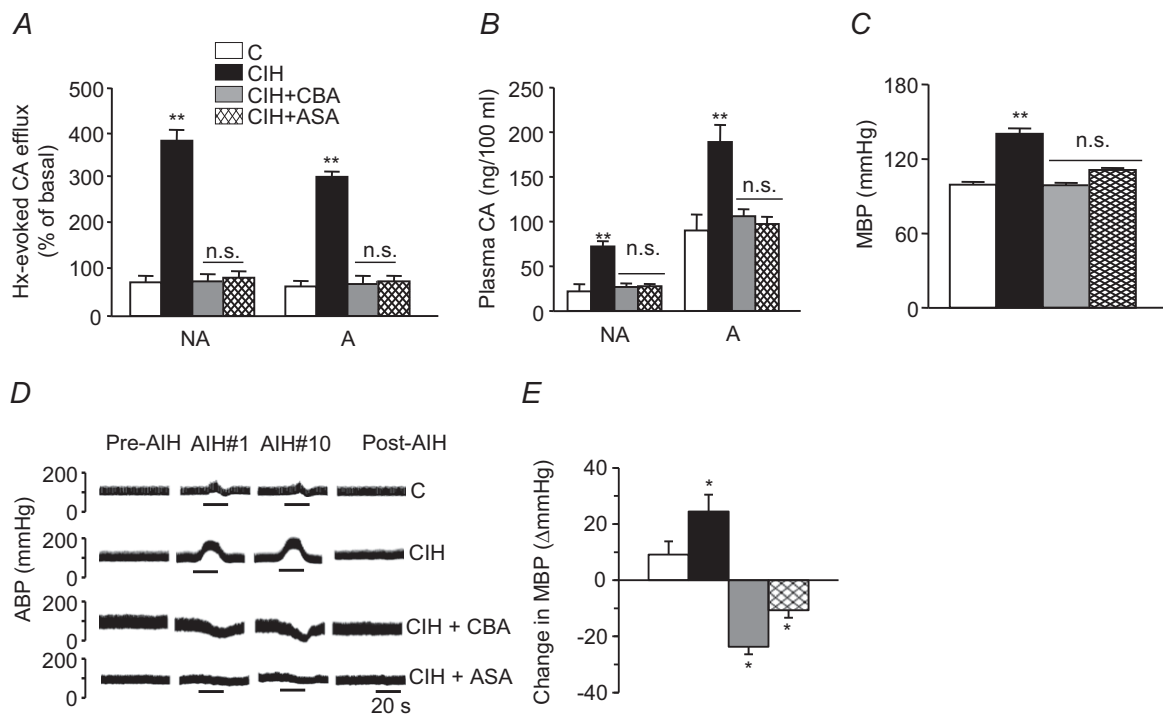 A
C
CIH
CIH+CBA
CIH+ASA
Hx-evoked CA efflux
(% of basal)
500
400
300
200
100
0
**
**
n.s.
n.s.
NA
A
B
Plasma CA (ng/100 ml)
250
200
150
100
50
0
**
**
n.s.
n.s.
NA
A
C
MBP (mmHg)
180
120
60
0
**
n.s.
D
Pre-AIH AIH#1 AIH#10 Post-AIH
ABP (mmHg)
200
0
C
200
0
CIH
200
0
CIH + CBA
200
0
CIH + ASA
20 s
E
Change in MBP (ΔmmHg)
40
20
0
-20
-40
*
*
*